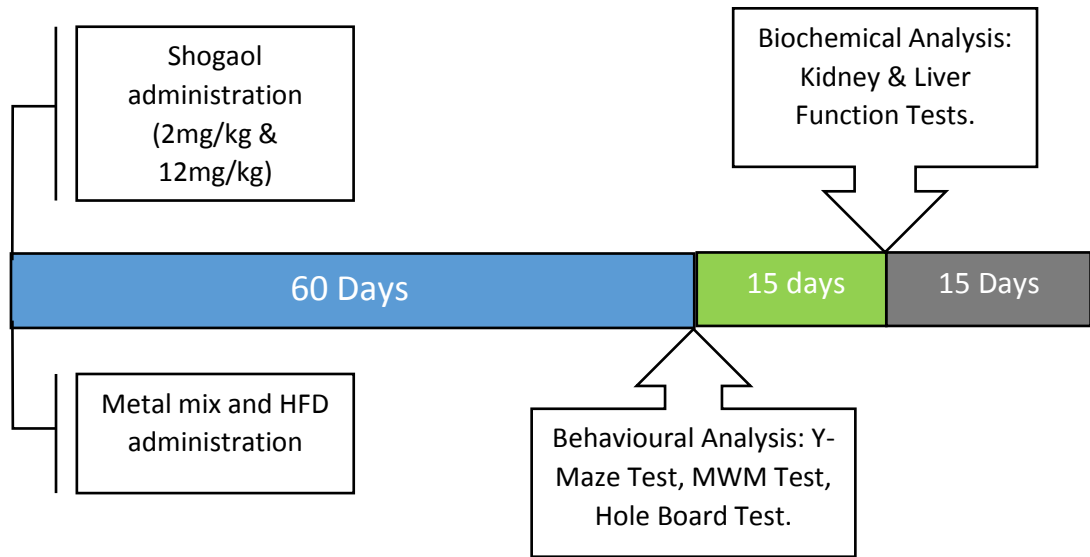 Shogaol
administration
(2mg/kg &
12mg/kg)
Biochemical Analysis:
Kidney & Liver
Function Tests.
60 Days
15 days
15 Days
Metal mix and HFD
administration
Behavioural Analysis: Y-
Maze Test, MWM Test,
Hole Board Test.